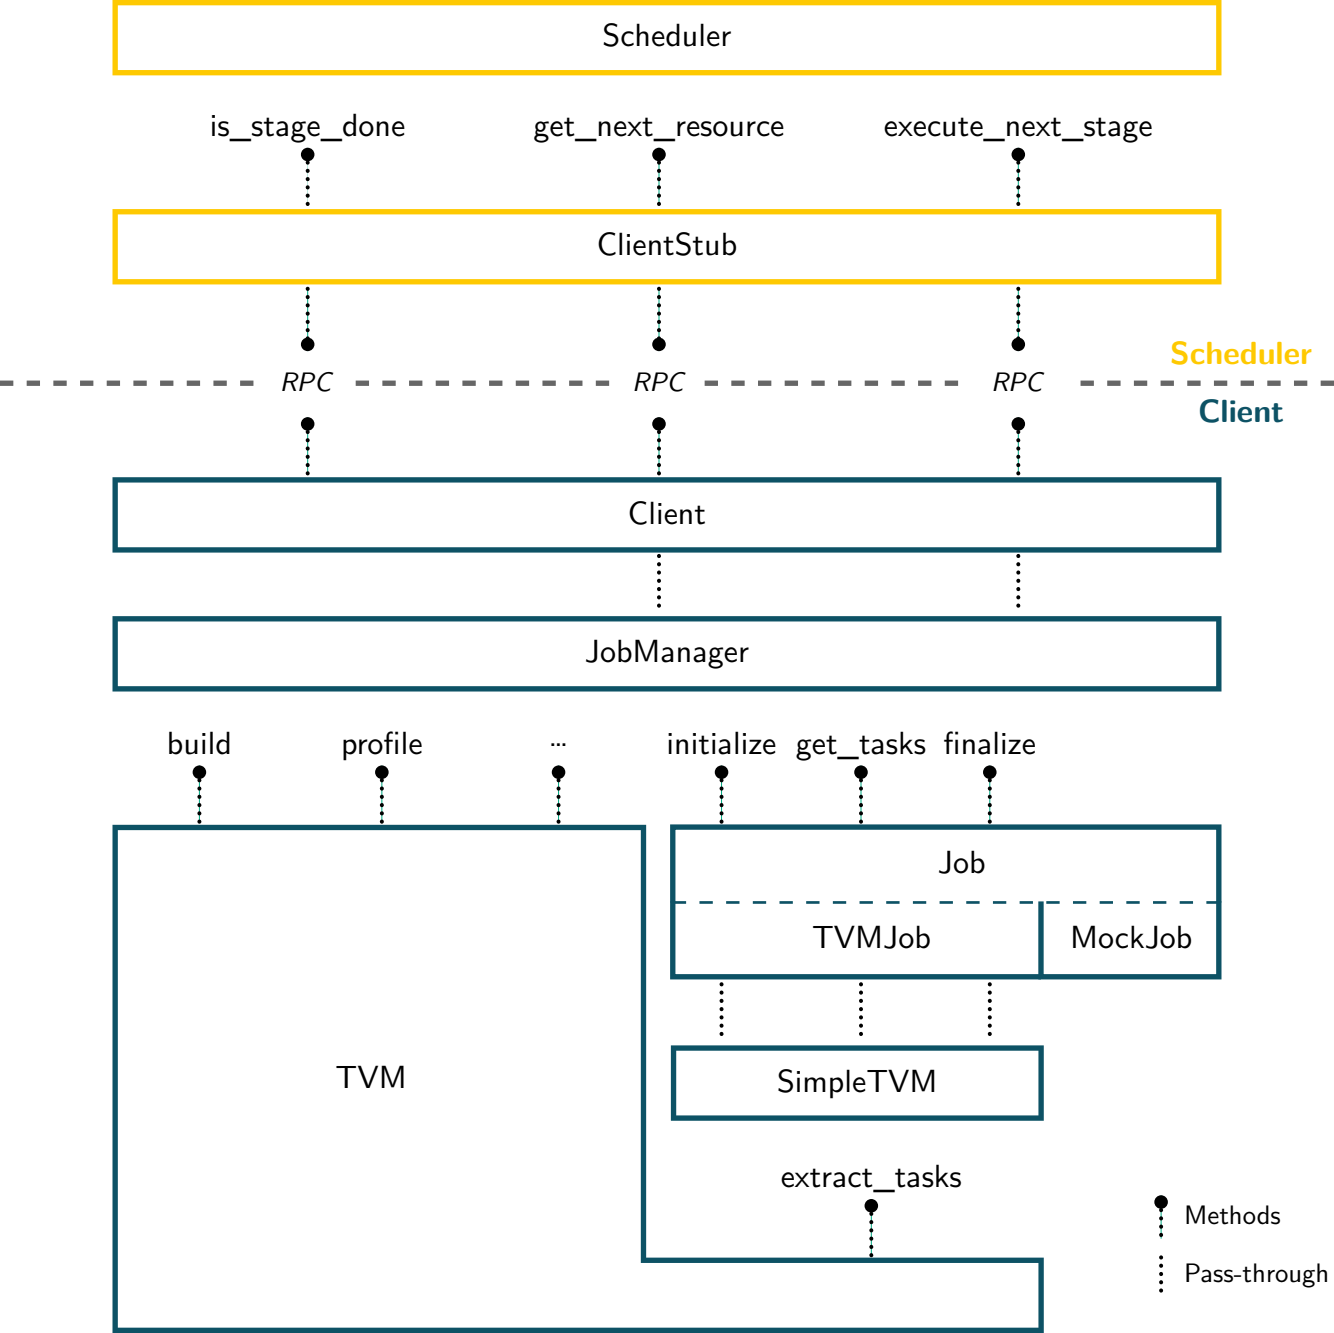 Scheduler
is_stage_done get_next_resource execute_next_stage
ClientStub
Scheduler
RPC RPC RPC
Client
Client
JobManager
build profile ... initialize get_tasks finalize
Job
TVMJob MockJob
TVM SimpleTVM
extract_tasks
Methods
Pass-through